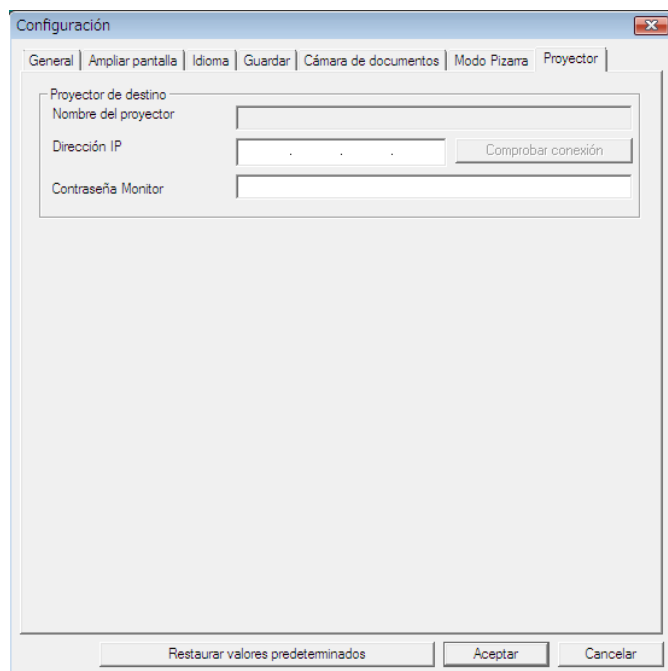 Configuración
General Ampliar pantalla Idioma Guardar Cámara de documentos Modo Pizarra Proyector
Proyector de destino
Nombre del proyector
Dirección IP . . . Comprobar conexión
Contraseña Monitor
Restaurar valores predeterminados Aceptar Cancelar